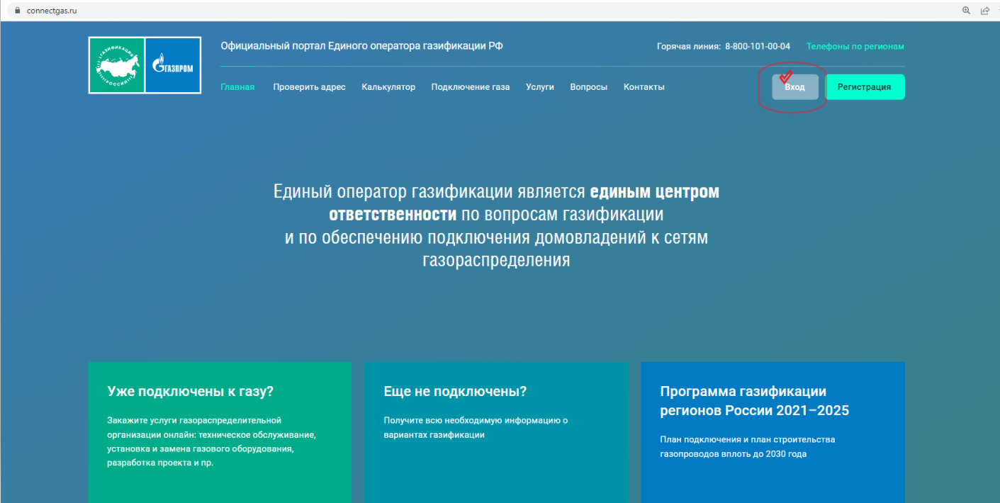 connectgas.ru
ГАЗИФИКАЦИЯ
РОССИИ
ГАЗПРОМ
Официальный портал Единого оператора газификации РФ
Горячая линия: 8-800-101-00-04 Телефоны по регионам
Главная Проверить адрес Калькулятор Подключение газа Услуги Вопросы Контакты Вход Регистрация
Единый оператор газификации является единым центром
ответственности по вопросам газификации
и по обеспечению подключения домовладений к сетям
газораспределения
Уже подключены к газу?
Закажите услуги газораспределительной
организации онлайн: техническое обслуживание,
установка и замена газового оборудования,
разработка проекта и пр.
Еще не подключены?
Получите всю необходимую информацию о
вариантах газификации
Программа газификации
регионов России 2021–2025
План подключения и план строительства
газопроводов вплоть до 2030 года